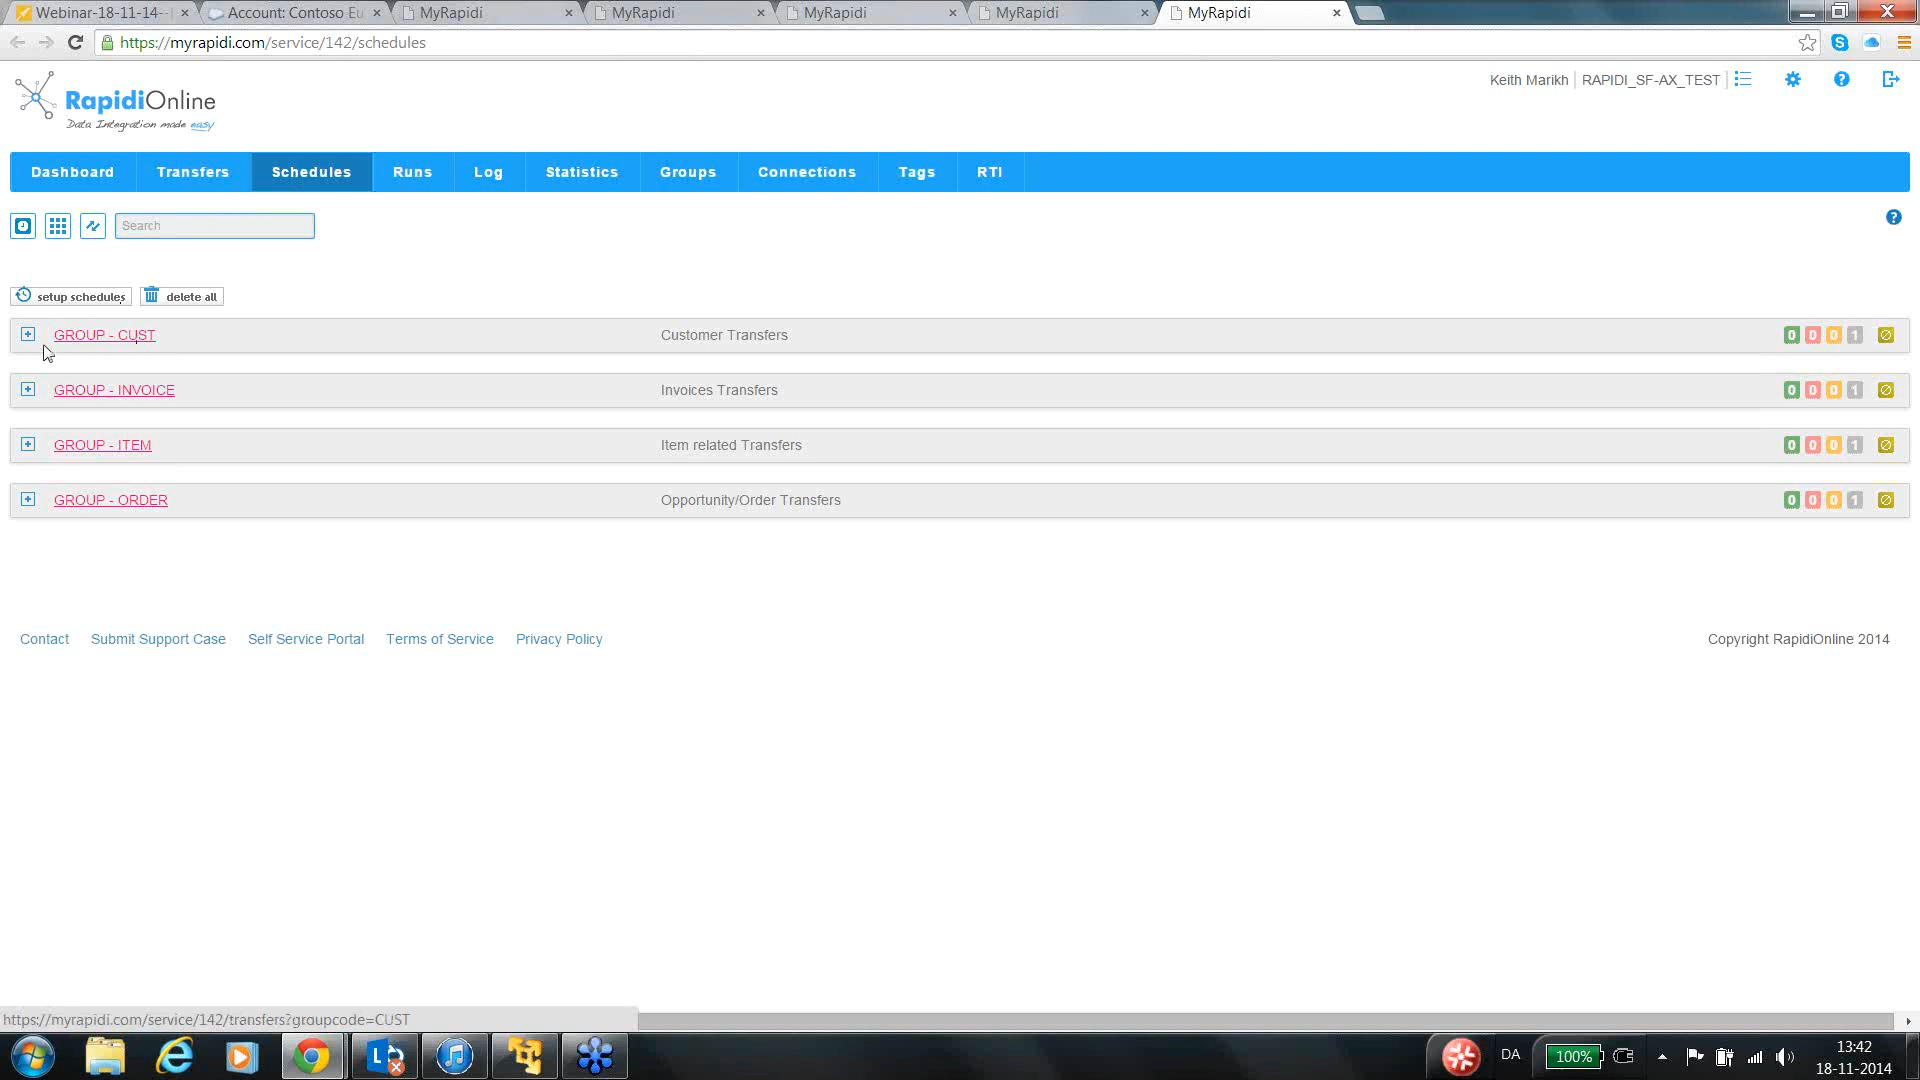 Webinar-18-11-14--
Account: Contoso Eu
MyRapidi
MyRapidi
MyRapidi
MyRapidi
MyRapidi
https://myrapidi.com/service/142/schedules
RapidiOnline
Data Integration made easy
Keith Marikh
RAPIDI_SF-AX_TEST
Dashboard
Transfers
Schedules
Runs
Log
Statistics
Groups
Connections
Tags
RTI
Search
setup schedules
delete all
GROUP - CUST Customer Transfers 0 0 0 1
GROUP - INVOICE Invoices Transfers 0 0 0 1
GROUP - ITEM Item related Transfers 0 0 0 1
GROUP - ORDER Opportunity/Order Transfers 0 0 0 1
Contact Submit Support Case Self Service Portal Terms of Service Privacy Policy Copyright RapidiOnline 2014
https://myrapidi.com/service/142/transfers?groupcode=CUST
DA
100%
13:42
18-11-2014